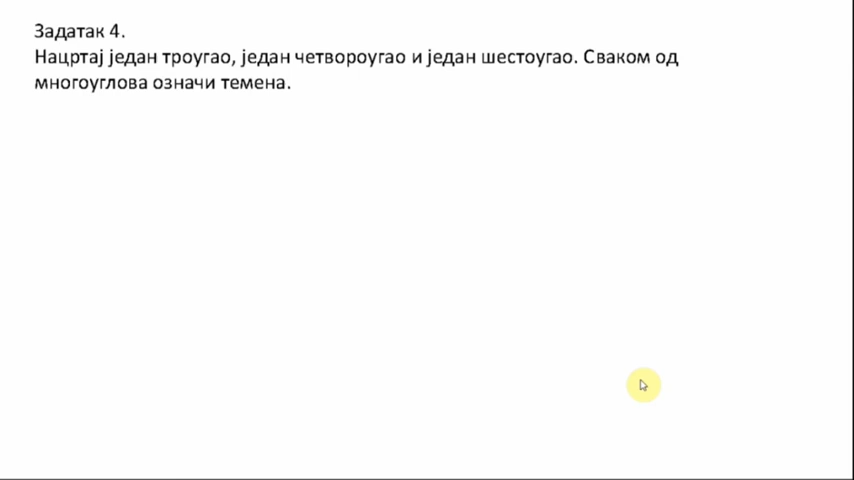 Задатак 4.
Нацртај један троугао, један четвороугао и један шестоугао. Сваком од
многоуглова означи темена.